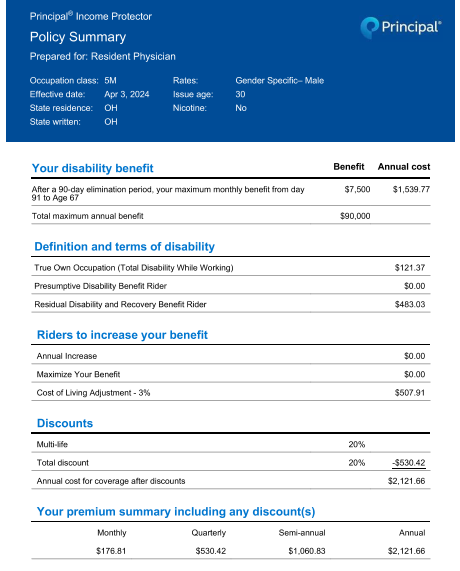 Principal® Income Protector
Principal®
Policy Summary
Prepared for: Resident Physician
Occupation class: 5M Rates: Gender Specific– Male
Effective date: Apr 3, 2024 Issue age: 30
State residence: OH Nicotine: No
State written: OH
Your disability benefit Benefit Annual cost
After a 90-day elimination period, your maximum monthly benefit from day $7,500 $1,539.77
91 to Age 67
Total maximum annual benefit $90,000
Definition and terms of disability
True Own Occupation (Total Disability While Working) $121.37
Presumptive Disability Benefit Rider $0.00
Residual Disability and Recovery Benefit Rider $483.03
Riders to increase your benefit
Annual Increase $0.00
Maximize Your Benefit $0.00
Cost of Living Adjustment - 3% $507.91
Discounts
Multi-life 20%
Total discount 20% -$530.42
Annual cost for coverage after discounts $2,121.66
Your premium summary including any discount(s)
Monthly Quarterly Semi-annual Annual
$176.81 $530.42 $1,060.83 $2,121.66